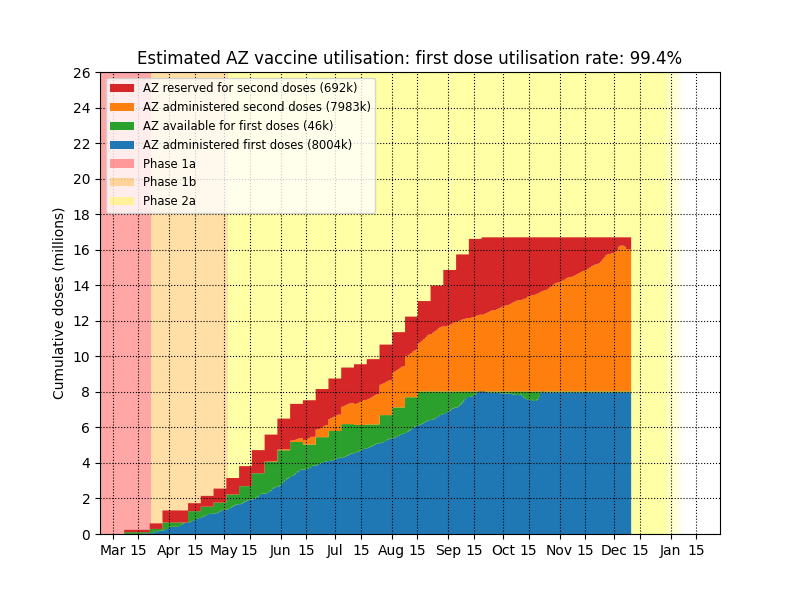 Estimated AZ vaccine utilisation: first dose utilisation rate: 99.4%
26
24
22
20
18
16
14
12
10
8
6
4
2
0
Cumulative doses (millions)
AZ reserved for second doses (692k)
AZ administered second doses (7983k)
AZ available for first doses (46k)
AZ administered first doses (8004k)
Phase 1a
Phase 1b
Phase 2a
Mar 15 Apr 15 May 15 Jun 15 Jul 15 Aug 15 Sep 15 Oct 15 Nov 15 Dec 15 Jan 15